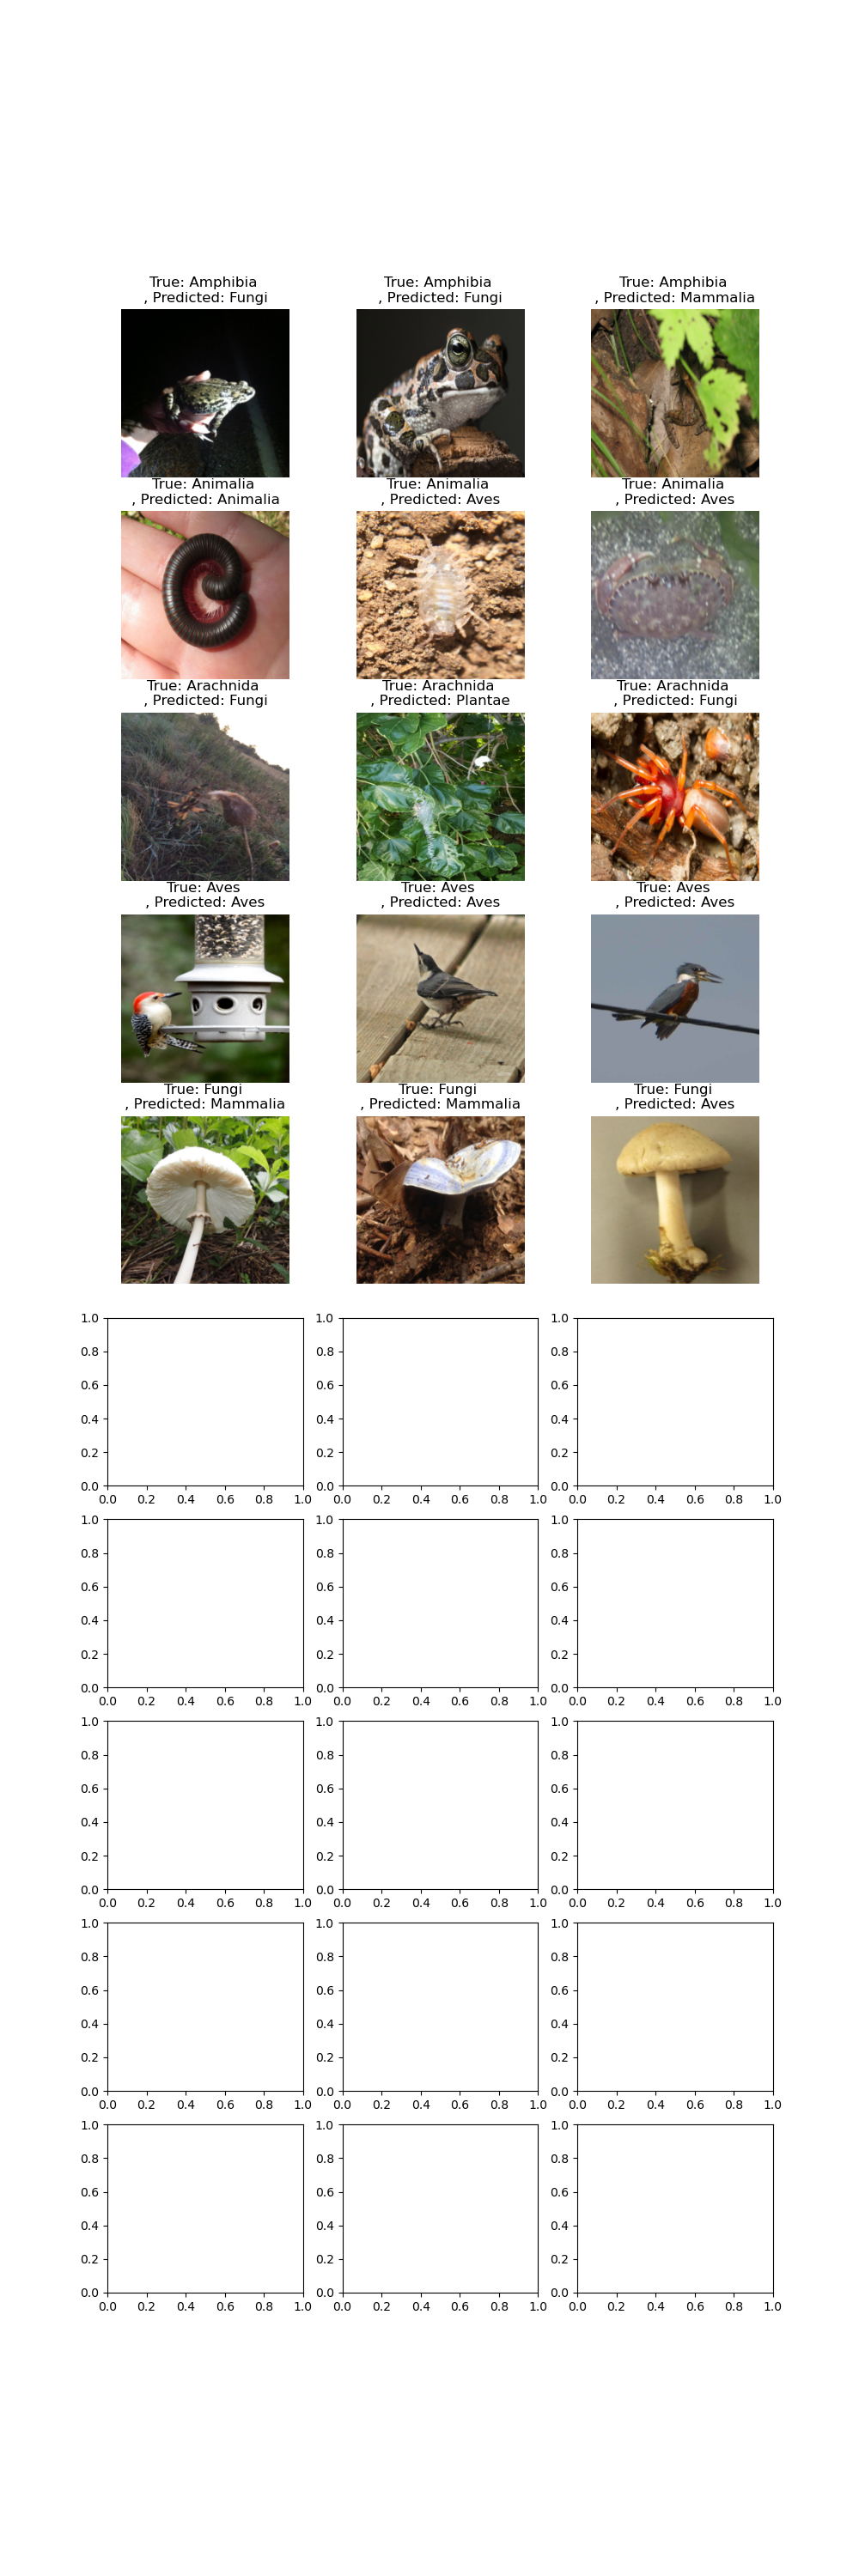 True: Amphibia
, Predicted: Fungi
True: Amphibia
, Predicted: Fungi
True: Amphibia
, Predicted: Mammalia
True: Animalia
, Predicted: Animalia
True: Animalia
, Predicted: Aves
True: Animalia
, Predicted: Aves
True: Arachnida
, Predicted: Fungi
True: Arachnida
, Predicted: Plantae
True: Arachnida
, Predicted: Fungi
True: Aves
, Predicted: Aves
True: Aves
, Predicted: Aves
True: Aves
, Predicted: Aves
True: Fungi
, Predicted: Mammalia
True: Fungi
, Predicted: Mammalia
True: Fungi
, Predicted: Aves
1.0 1.0 1.0
0.8 0.8 0.8
0.6 0.6 0.6
0.4 0.4 0.4
0.2 0.2 0.2
0.0 0.0 0.0
0.0 0.2 0.4 0.6 0.8 1.0 0.0 0.2 0.4 0.6 0.8 1.0 0.0 0.2 0.4 0.6 0.8 1.0
1.0 1.0 1.0
0.8 0.8 0.8
0.6 0.6 0.6
0.4 0.4 0.4
0.2 0.2 0.2
0.0 0.0 0.0
0.0 0.2 0.4 0.6 0.8 1.0 0.0 0.2 0.4 0.6 0.8 1.0 0.0 0.2 0.4 0.6 0.8 1.0
1.0 1.0 1.0
0.8 0.8 0.8
0.6 0.6 0.6
0.4 0.4 0.4
0.2 0.2 0.2
0.0 0.0 0.0
0.0 0.2 0.4 0.6 0.8 1.0 0.0 0.2 0.4 0.6 0.8 1.0 0.0 0.2 0.4 0.6 0.8 1.0
1.0 1.0 1.0
0.8 0.8 0.8
0.6 0.6 0.6
0.4 0.4 0.4
0.2 0.2 0.2
0.0 0.0 0.0
0.0 0.2 0.4 0.6 0.8 1.0 0.0 0.2 0.4 0.6 0.8 1.0 0.0 0.2 0.4 0.6 0.8 1.0
1.0 1.0 1.0
0.8 0.8 0.8
0.6 0.6 0.6
0.4 0.4 0.4
0.2 0.2 0.2
0.0 0.0 0.0
0.0 0.2 0.4 0.6 0.8 1.0 0.0 0.2 0.4 0.6 0.8 1.0 0.0 0.2 0.4 0.6 0.8 1.0